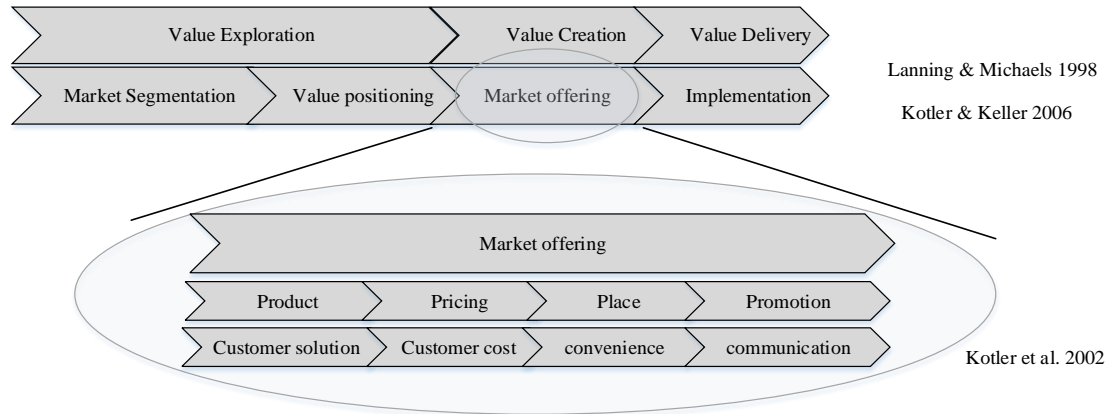 Value Exploration
Value Creation
Value Delivery
Market Segmentation
Value positioning
Market offering
Implementation
Lanning & Michaels 1998
Kotler & Keller 2006
Market offering
Product
Pricing
Place
Promotion
Customer solution
Customer cost
convenience
communication
Kotler et al. 2002